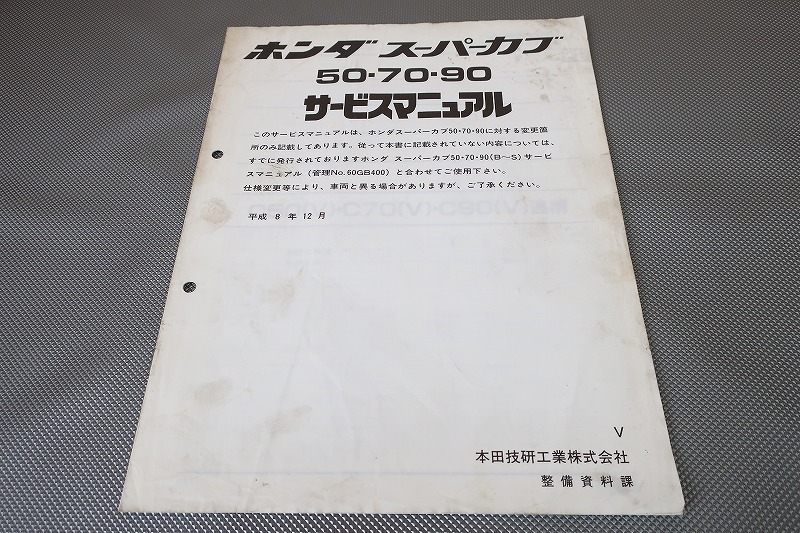 ホンダ スーパーカブ
50・70・90
サービスマニュアル
このサービスマニュアルは、ホンダスーパーカブ50・70・90に対する変更箇
所のみ記載してあります。従って本書に記載されていない内容については、
すでに発行されておりますホンダ スーパーカブ50・70・90(B〜S)サービ
スマニュアル(管理No.60GB400)と合わせてご使用下さい。
仕様変更等により、車両と異る場合がありますが、ご了承ください。
平成 8 年 12 月
V
本田技研工業株式会社
整備資料課